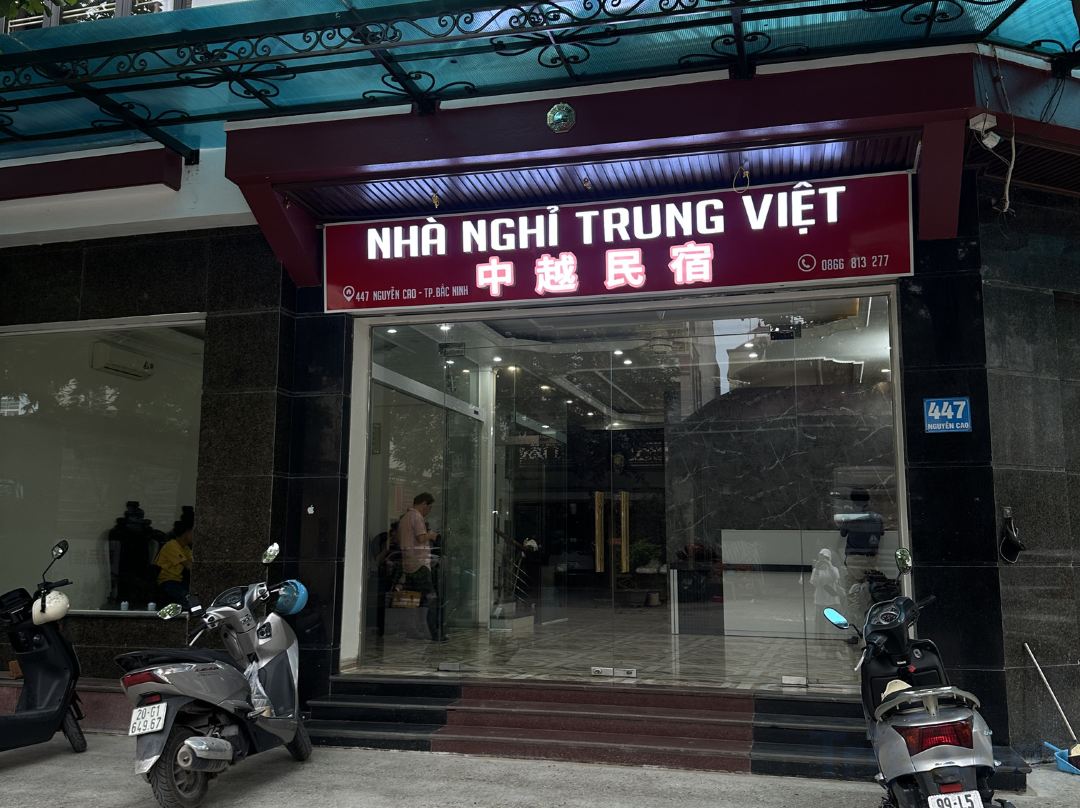 NHÀ NGHỈ TRUNG VIỆT
中越民宿
447 NGUYỄN CAO - TP.BẮC NINH
0866 813 277
447
NGUYỄN CAO
20-G1
649.67
99-L5